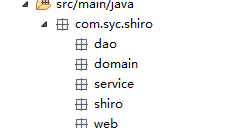 src/main/java
com.syc.shiro
dao
domain
service
shiro
web